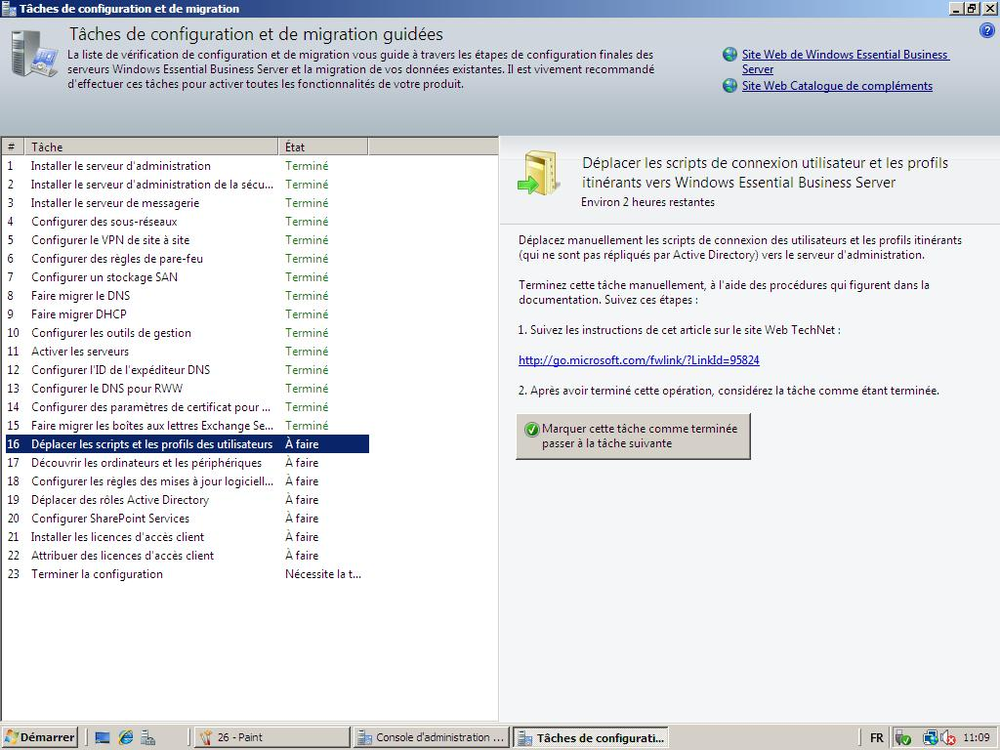 Tâches de configuration et de migration
Tâches de configuration et de migration guidées
La liste de vérification de configuration et de migration vous guide à travers les étapes de configuration finales des
serveurs Windows Essential Business Server et la migration de vos données existantes. Il est vivement recommandé
d'effectuer ces tâches pour activer toutes les fonctionnalités de votre produit.
Site Web de Windows Essential Business
Server
Site Web Catalogue de compléments
# Tâche État
1 Installer le serveur d'administration Terminé
2 Installer le serveur d'administration de la sécu... Terminé
3 Installer le serveur de messagerie Terminé
4 Configurer des sous-réseaux Terminé
5 Configurer le VPN de site à site Terminé
6 Configurer des règles de pare-feu Terminé
7 Configurer un stockage SAN Terminé
8 Faire migrer le DNS Terminé
9 Faire migrer DHCP Terminé
10 Configurer les outils de gestion Terminé
11 Activer les serveurs Terminé
12 Configurer l'ID de l'expéditeur DNS Terminé
13 Configurer le DNS pour RWW Terminé
14 Configurer des paramètres de certificat pour ... Terminé
15 Faire migrer les boîtes aux lettres Exchange Se... Terminé
16 Déplacer les scripts et les profils des utilisateurs À faire
17 Découvrir les ordinateurs et les périphériques À faire
18 Configurer les règles des mises à jour logiciell... À faire
19 Déplacer des rôles Active Directory À faire
20 Configurer SharePoint Services À faire
21 Installer les licences d'accès client À faire
22 Attribuer des licences d'accès client À faire
23 Terminer la configuration Nécessite la t...
Déplacer les scripts de connexion utilisateur et les profils
itinérants vers Windows Essential Business Server
Environ 2 heures restantes
Déplacez manuellement les scripts de connexion des utilisateurs et les profils itinérants
(qui ne sont pas répliqués par Active Directory) vers le serveur d'administration.
Terminez cette tâche manuellement, à l'aide des procédures qui figurent dans la
documentation. Suivez ces étapes :
1. Suivez les instructions de cet article sur le site Web TechNet :
http://go.microsoft.com/fwlink/?LinkId=95824
2. Après avoir terminé cette opération, considérez la tâche comme étant terminée.
Marquer cette tâche comme terminée
passer à la tâche suivante
Démarrer
26 - Paint
Console d'administration ...
Tâches de configurati...
FR
11:09